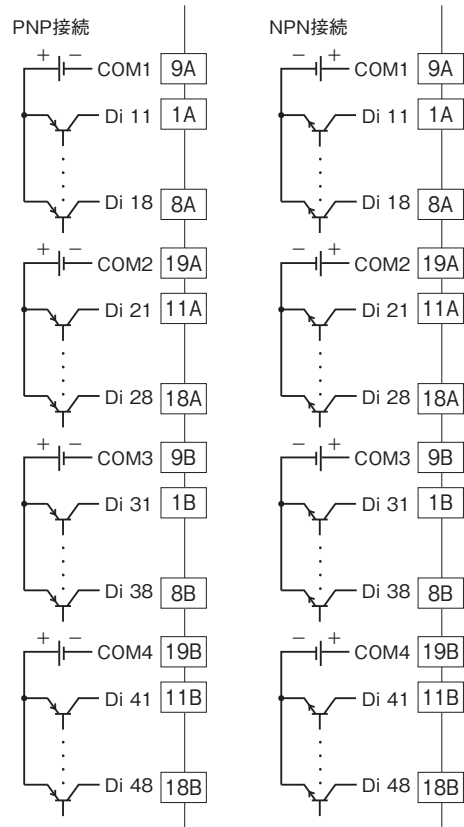 PNP接続
+ − COM1 9A
Di 11 1A
Di 18 8A
+ − COM2 19A
Di 21 11A
Di 28 18A
+ − COM3 9B
Di 31 1B
Di 38 8B
+ − COM4 19B
Di 41 11B
Di 48 18B
NPN接続
− + COM1 9A
Di 11 1A
Di 18 8A
− + COM2 19A
Di 21 11A
Di 28 18A
− + COM3 9B
Di 31 1B
Di 38 8B
− + COM4 19B
Di 41 11B
Di 48 18B